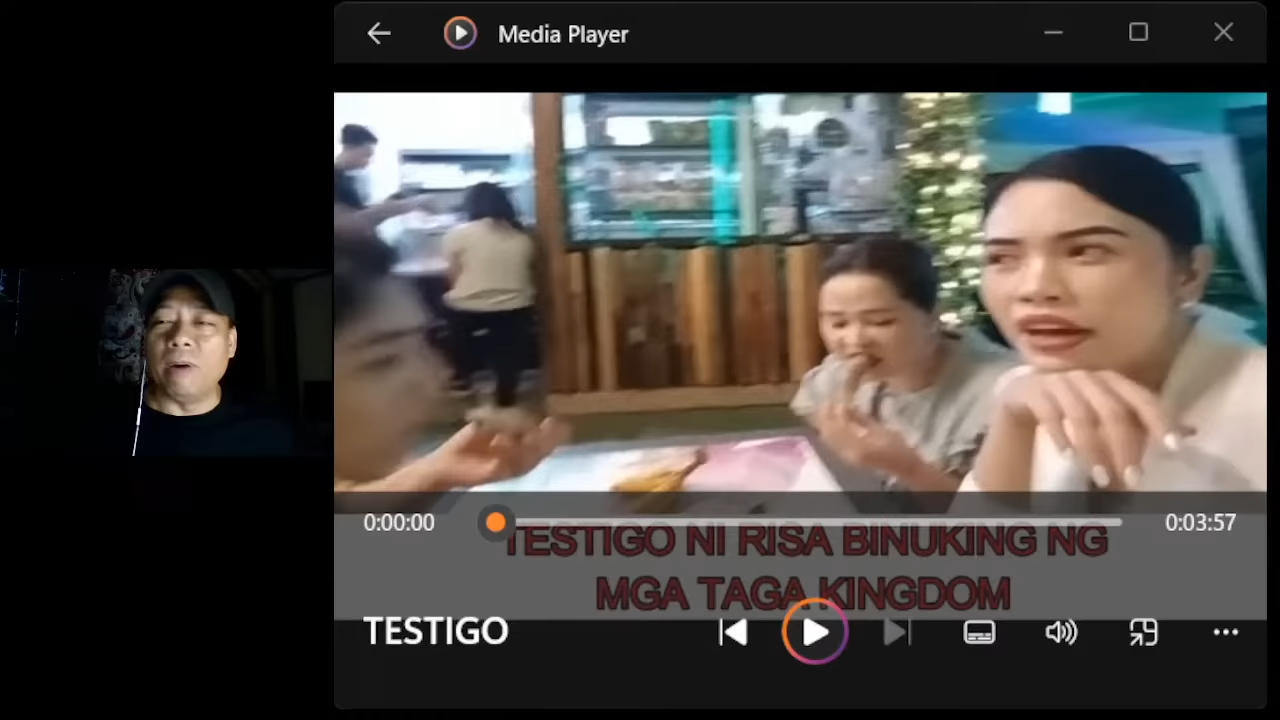 Media Player
0:00:00
0:03:57
TESTIGO NI RISA BINUKING NG
MGA TAGA KINGDOM
TESTIGO